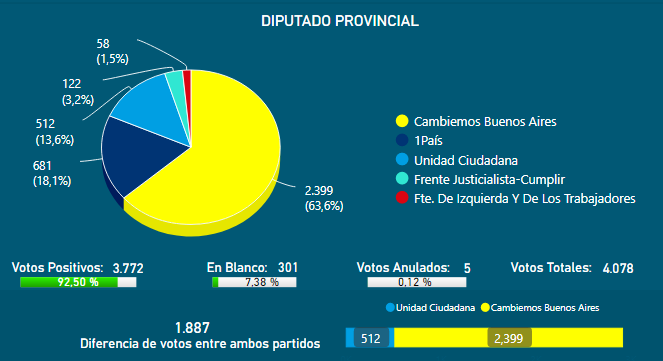 DIPUTADO PROVINCIAL
58
(1,5%)
122
(3,2%)
512
(13,6%)
681
(18,1%)
2.399
(63,6%)
Cambiemos Buenos Aires
1País
Unidad Ciudadana
Frente Justicialista-Cumplir
Fte. De Izquierda Y De Los Trabajadores
Votos Positivos: 3.772
92,50 %
En Blanco: 301
7,38 %
Votos Anulados: 5
0,12 %
Votos Totales: 4.078
1.887
Diferencia de votos entre ambos partidos
Unidad Ciudadana Cambiemos Buenos Aires
512 2,399